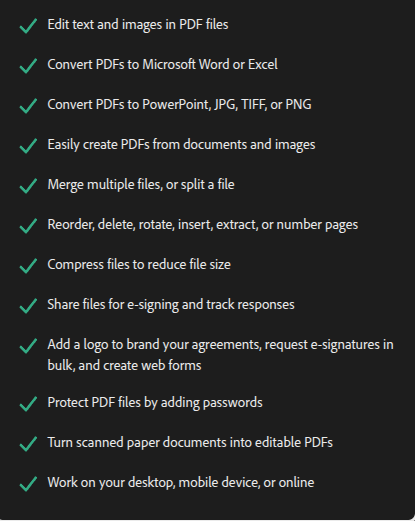 Edit text and images in PDF files
Convert PDFs to Microsoft Word or Excel
Convert PDFs to PowerPoint, JPG, TIFF, or PNG
Easily create PDFs from documents and images
Merge multiple files, or split a file
Reorder, delete, rotate, insert, extract, or number pages
Compress files to reduce file size
Share files for e-signing and track responses
Add a logo to brand your agreements, request e-signatures in
bulk, and create web forms
Protect PDF files by adding passwords
Turn scanned paper documents into editable PDFs
Work on your desktop, mobile device, or online